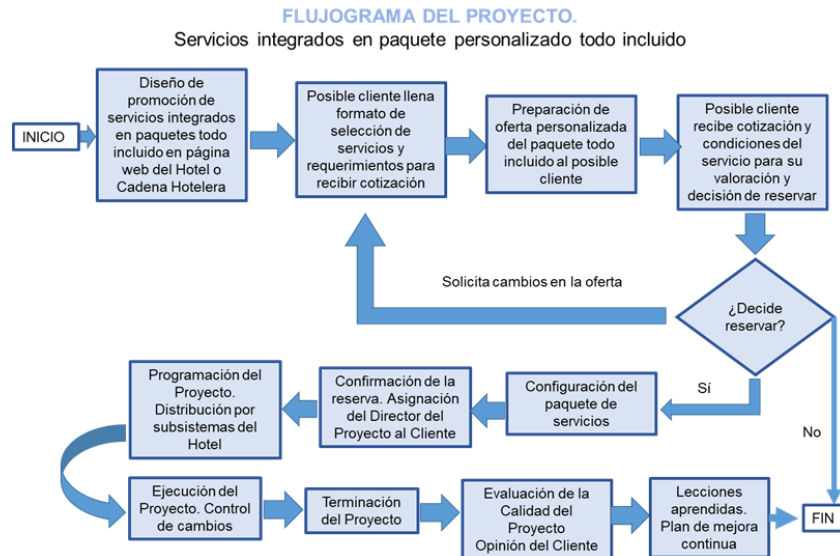 FLUJOGRAMA DEL PROYECTO.
Servicios integrados en paquete personalizado todo incluido
INICIO
Diseño de
promoción de
servicios integrados
en paquetes todo
incluido en página
web del Hotel o
Cadena Hotelera
Posible cliente llena
formato de
selección de
servicios y
requerimientos para
recibir cotización
Preparación de
oferta personalizada
del paquete todo
incluido al posible
cliente
Posible cliente
recibe cotización y
condiciones del
servicio para su
valoración y
decisión de reservar
Solicita cambios en la oferta
¿Decide
reservar?
Sí
No
Configuración del
paquete de
servicios
Confirmación de la
reserva. Asignación
del Director del
Proyecto al Cliente
Programación del
Proyecto.
Distribución por
subsistemas del
Hotel
Ejecución del
Proyecto. Control
de cambios
Terminación
del Proyecto
Evaluación de la
Calidad del
Proyecto
Opinión del Cliente
Lecciones
aprendidas.
Plan de mejora
continua
FIN